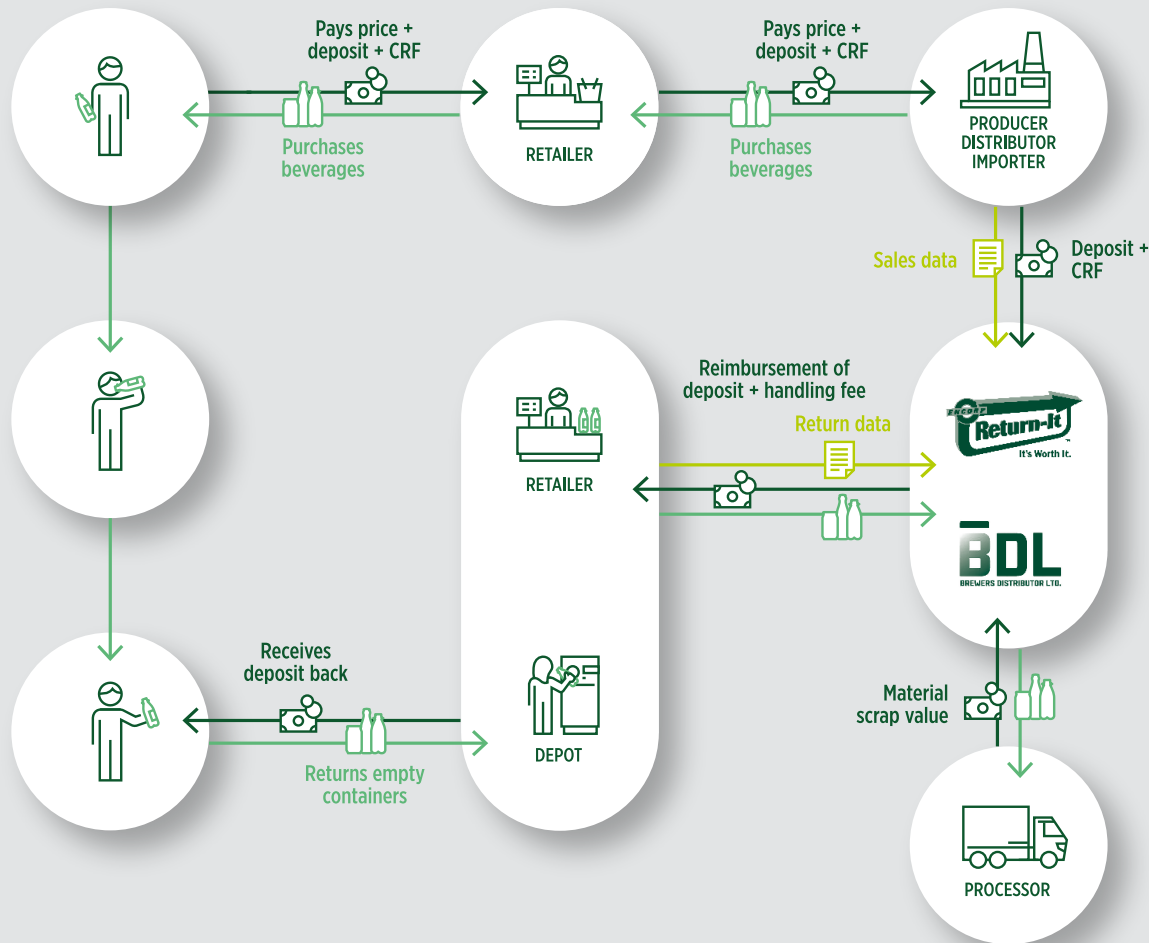 Pays price +
deposit + CRF
Pays price +
deposit + CRF
RETAILER
PRODUCER
DISTRIBUTOR
IMPORTER
Purchases
beverages
Purchases
beverages
Sales data
Deposit +
CRF
Reimbursement of
deposit + handling fee
Return data
RETAILER
ENCORP
Return-It
™
It's Worth It.
BDL
BREWERS DISTRIBUTOR LTD.
Receives
deposit back
Returns empty
containers
DEPOT
Material
scrap value
PROCESSOR